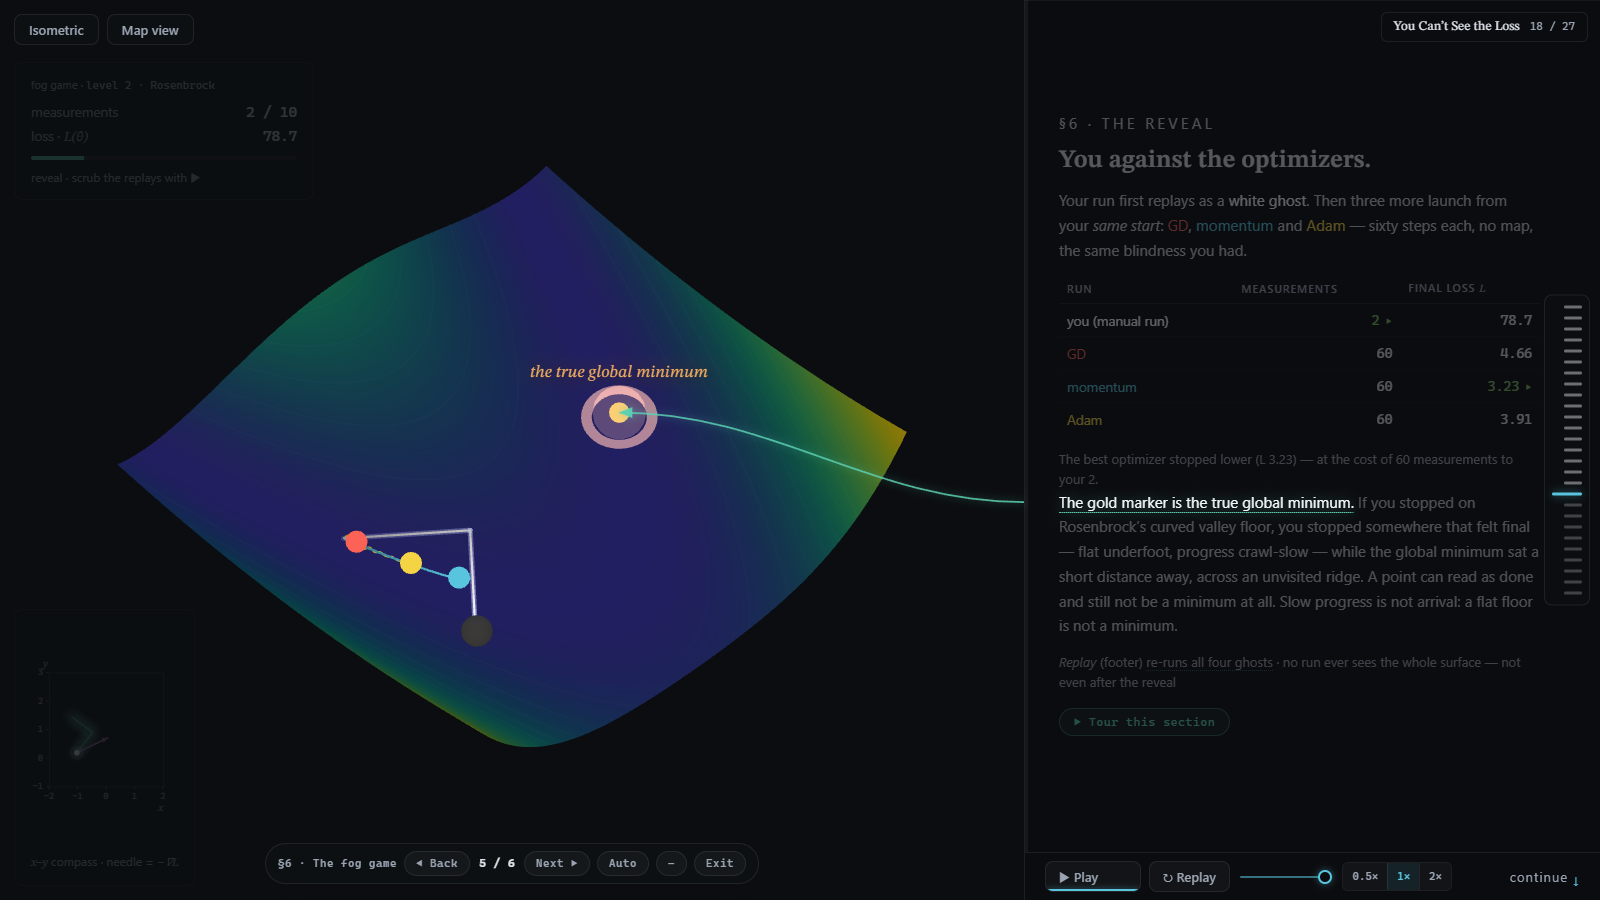 Isometric
Map view
You Can't See the Loss 18 / 27
fog game · level 2 · Rosenbrock
measurements 2 / 10
loss · L(θ) 78.7
reveal · scrub the replays with ▶
the true global minimum
§6 · THE REVEAL
You against the optimizers.
Your run first replays as a white ghost. Then three more launch from
your same start: GD, momentum and Adam — sixty steps each, no map,
the same blindness you had.
RUN MEASUREMENTS FINAL LOSS L
you (manual run) 2 ▸ 78.7
GD 60 4.66
momentum 60 3.23 ▸
Adam 60 3.91
The best optimizer stopped lower (L 3.23) — at the cost of 60 measurements to
your 2.
The gold marker is the true global minimum. If you stopped on
Rosenbrock's curved valley floor, you stopped somewhere that felt final
— flat underfoot, progress crawl-slow — while the global minimum sat a
short distance away, across an unvisited ridge. A point can read as done
and still not be a minimum at all. Slow progress is not arrival: a flat floor
is not a minimum.
Replay (footer) re-runs all four ghosts · no run ever sees the whole surface — not
even after the reveal
▶ Tour this section
y
3
2
1
0
−1
−2 −1 0 1 2
x
x–y compass · needle = −∇L
§6 · The fog game ◂ Back 5 / 6 Next ▸ Auto − Exit
▶ Play ↻ Replay 0.5× 1× 2× continue ↓